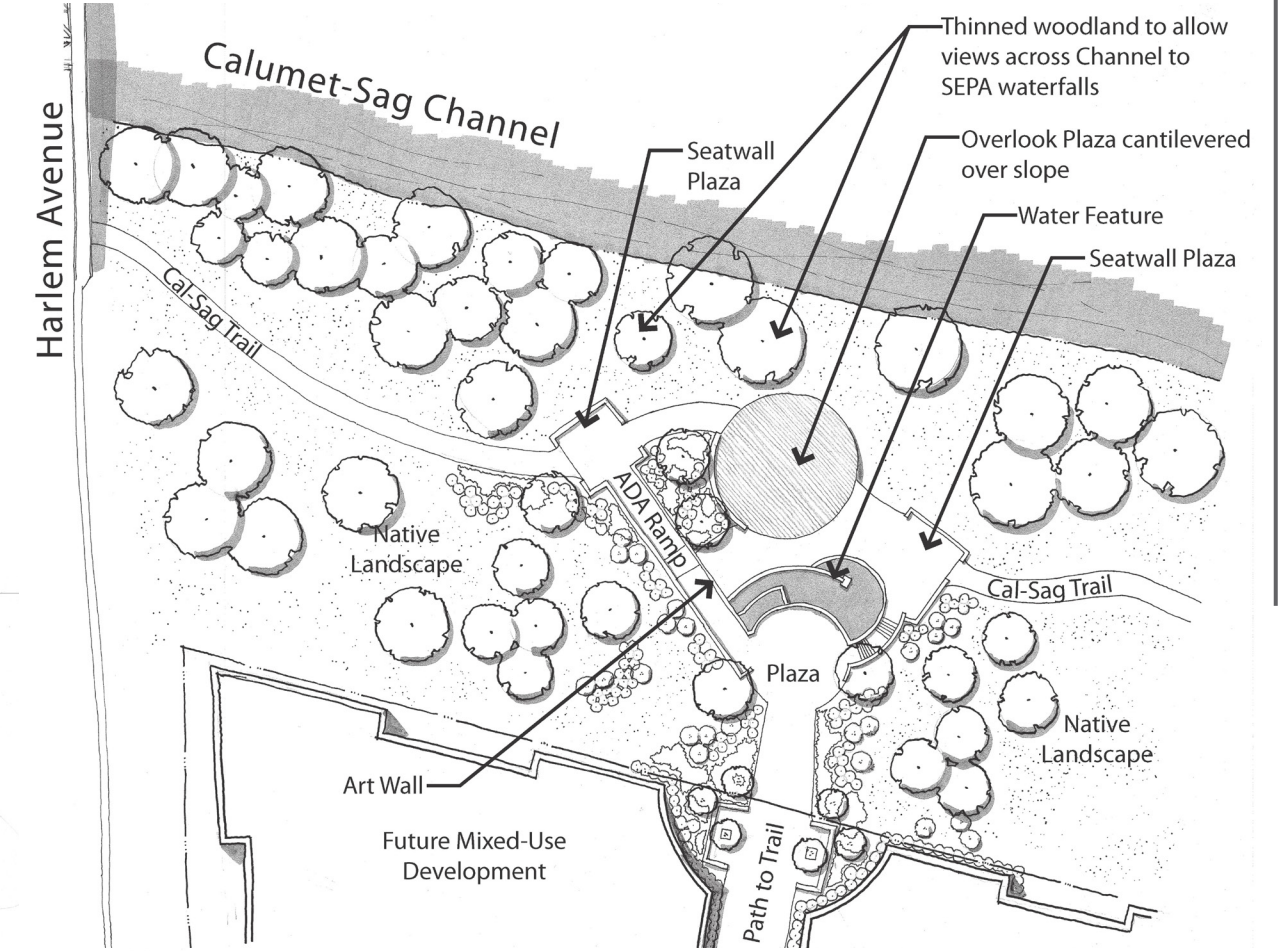 Thinned woodland to allow
views across Channel to
SEPA waterfalls
Calumet-Sag Channel
Harlem Avenue
Seatwall
Plaza
Overlook Plaza cantilevered
over slope
Water Feature
Seatwall Plaza
Cal-Sag Trail
ADA Ramp
Native
Landscape
Cal-Sag Trail
Plaza
Native
Landscape
Art Wall
Future Mixed-Use
Development
Path to Trail